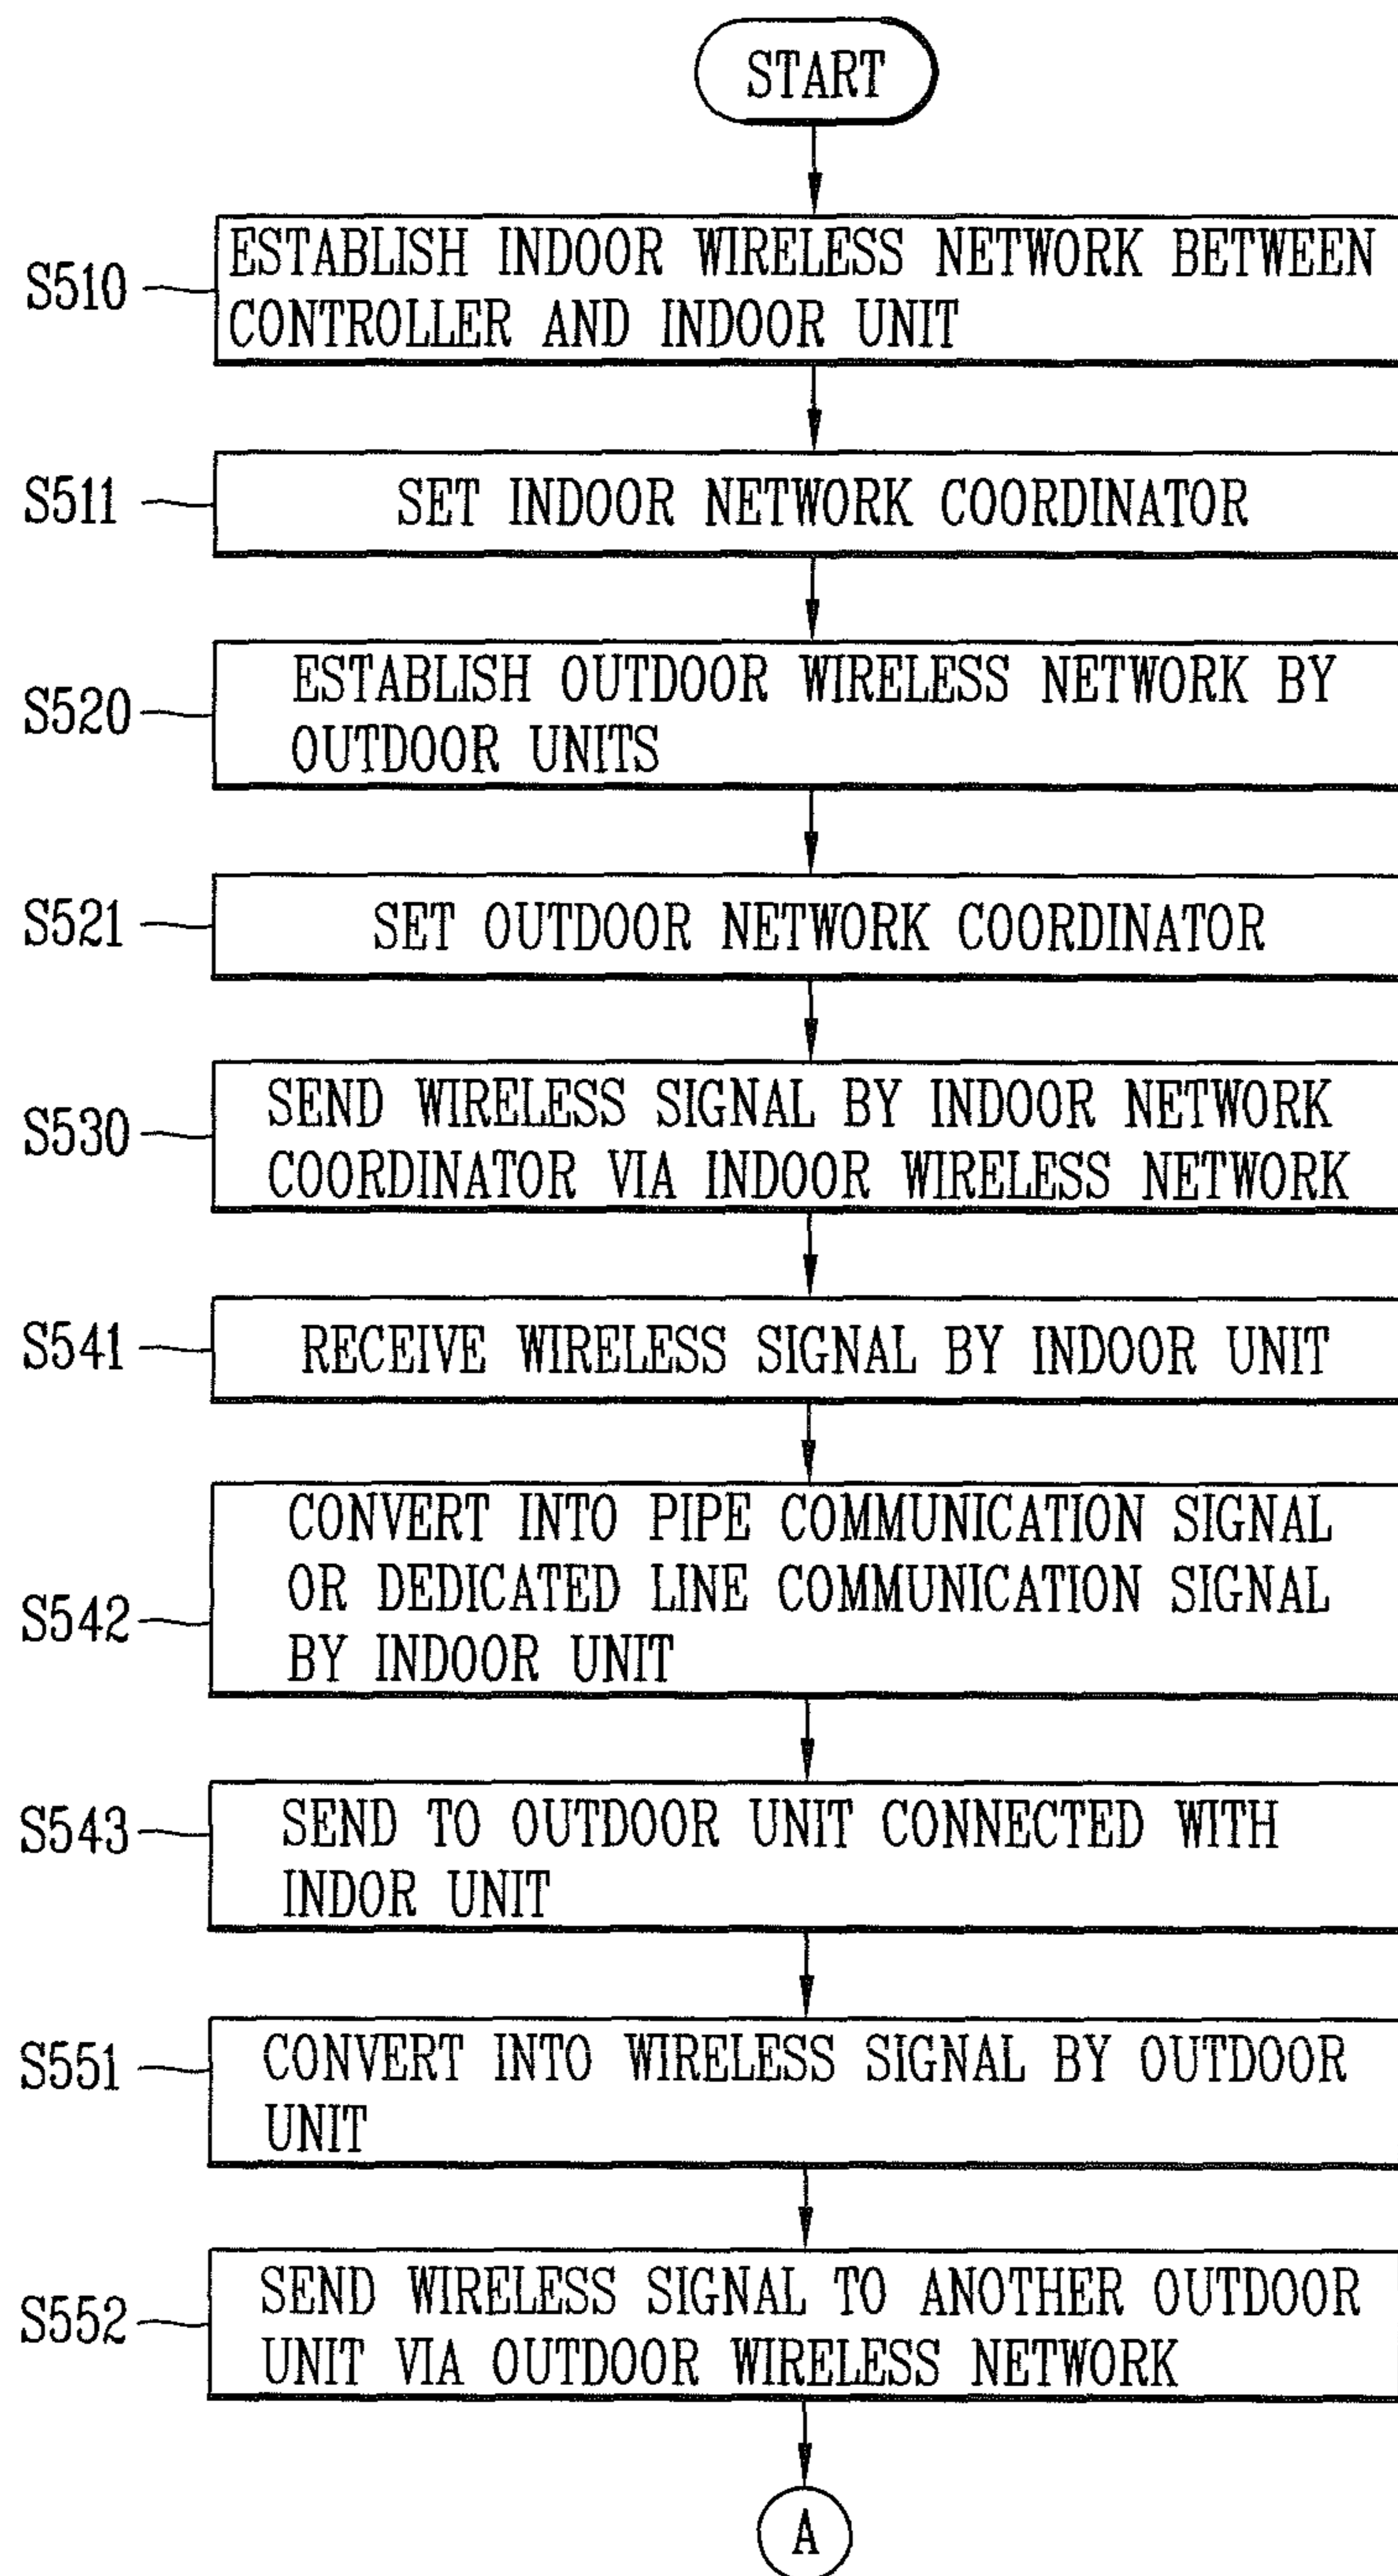 START
S510
ESTABLISH INDOOR WIRELESS NETWORK BETWEEN
CONTROLLER AND INDOOR UNIT
S511
SET INDOOR NETWORK COORDINATOR
S520
ESTABLISH OUTDOOR WIRELESS NETWORK BY
OUTDOOR UNITS
S521
SET OUTDOOR NETWORK COORDINATOR
S530
SEND WIRELESS SIGNAL BY INDOOR NETWORK
COORDINATOR VIA INDOOR WIRELESS NETWORK
S541
RECEIVE WIRELESS SIGNAL BY INDOOR UNIT
S542
CONVERT INTO PIPE COMMUNICATION SIGNAL
OR DEDICATED LINE COMMUNICATION SIGNAL
BY INDOOR UNIT
S543
SEND TO OUTDOOR UNIT CONNECTED WITH
INDOR UNIT
S551
CONVERT INTO WIRELESS SIGNAL BY OUTDOOR
UNIT
S552
SEND WIRELESS SIGNAL TO ANOTHER OUTDOOR
UNIT VIA OUTDOOR WIRELESS NETWORK
A